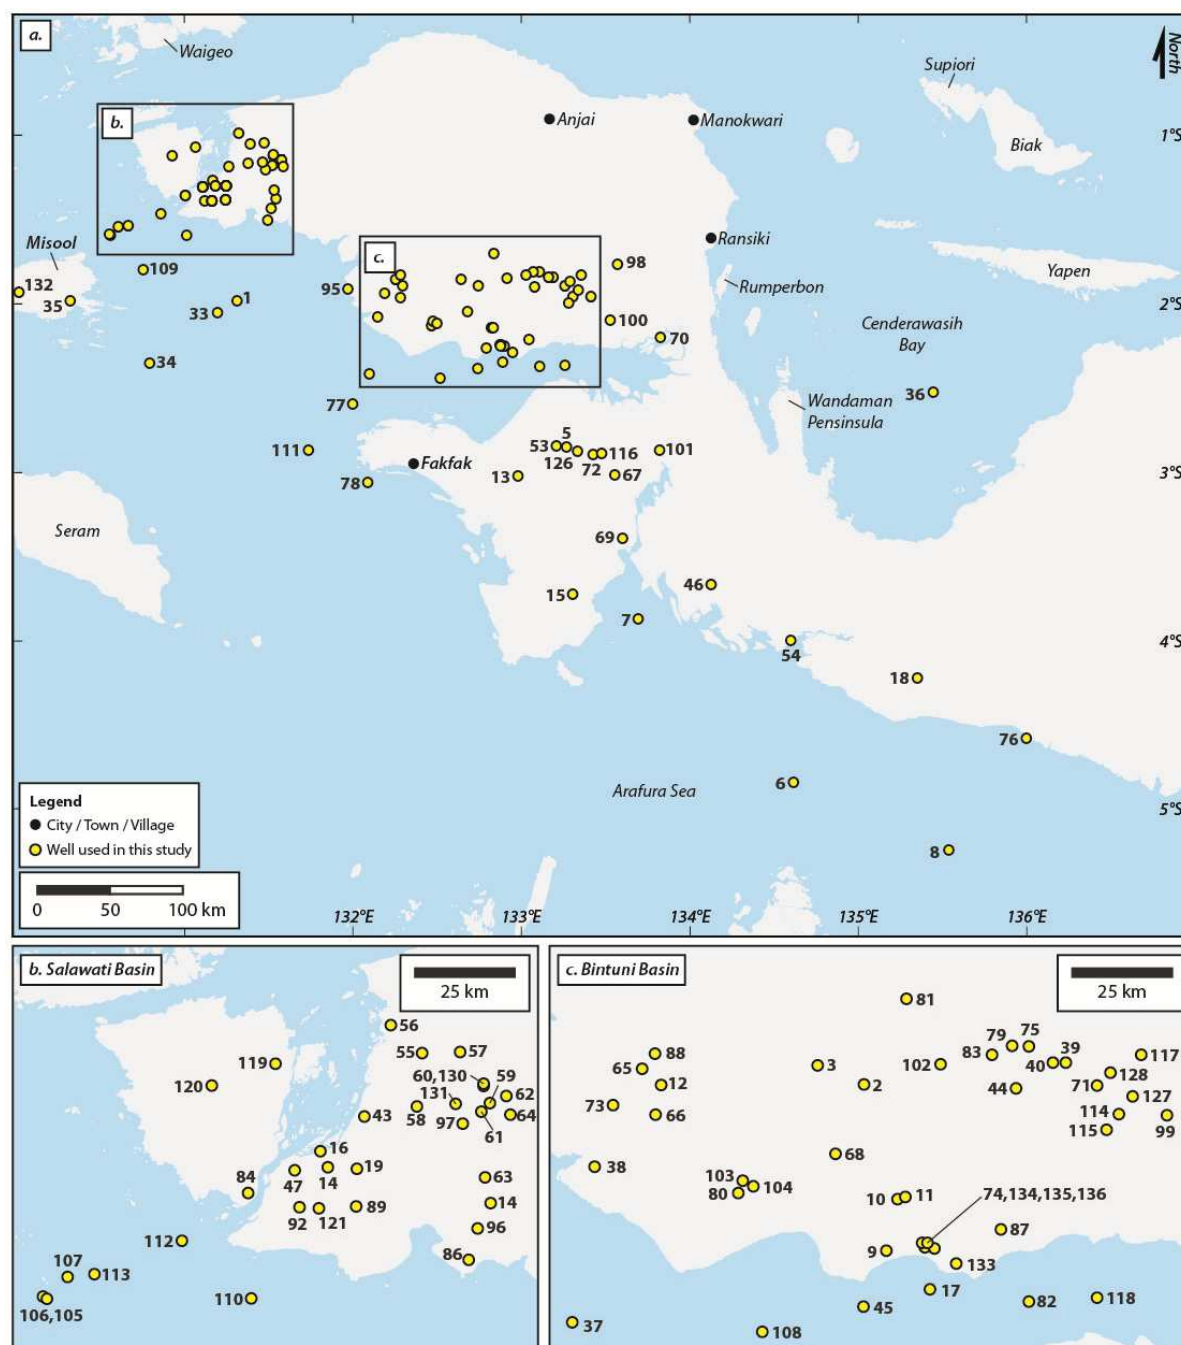 a.
Waigeo
North
Supiori
b.
Anjai
Manokwari
1°S
Biak
Misool
Ransiki
c.
98
109
Yapen
132
95
Rumperbon
35
1
2°S
33
100
Cenderawasih
Bay
70
34
36
77
Wandaman
Pensinsula
5
53
116
111
101
126
72
Fakfak
13
67
3°S
78
Seram
69
46
15
7
4°S
54
18
76
6
Arafura Sea
5°S
Legend
City / Town / Village
Well used in this study
8
0 50 100 km
132°E 133°E 134°E 135°E 136°E
b. Salawati Basin
25 km
56
55
57
119
60,130
59
120
131
62
58
43
97
64
61
16
47
14
19
63
84
92
121
89
14
96
112
86
107
113
106,105
110
c. Bintuni Basin
25 km
81
79
75
88
83
39
117
65
3
102
40
128
12
2
44
71
127
73
66
114
99
115
68
38
103
104
80
10
11
74,134,135,136
87
9
133
17
45
82
118
37
108